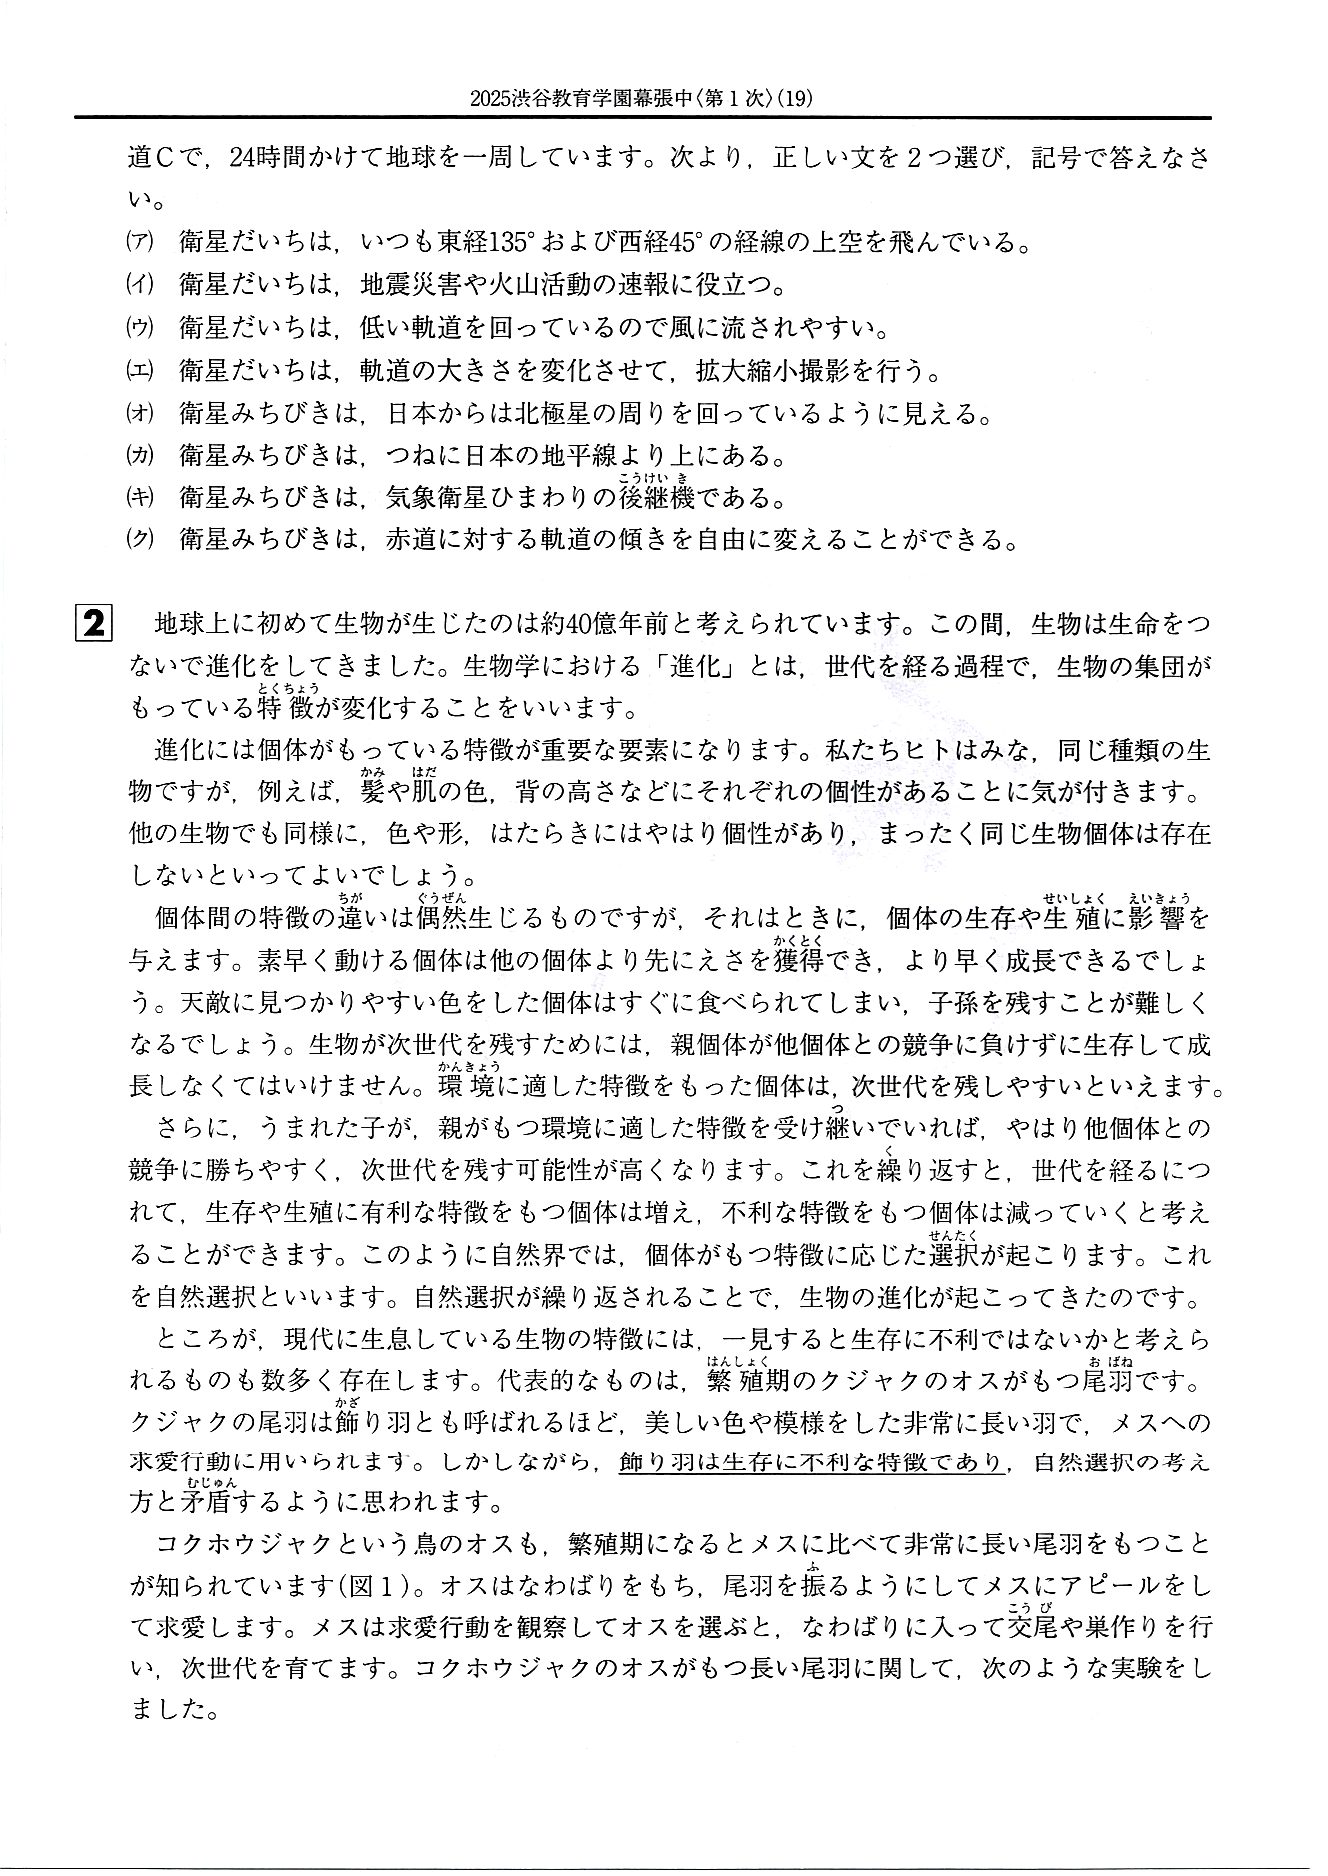 2025渋谷教育学園幕張中〈第1次〉(19)
道Cで，24時間かけて地球を一周しています。次より，正しい文を2つ選び，記号で答えなさ
い。
(ア) 衛星だいちは，いつも東経135°および西経45°の経線の上空を飛んでいる。
(イ) 衛星だいちは，地震災害や火山活動の速報に役立つ。
(ウ) 衛星だいちは，低い軌道を回っているので風に流されやすい。
(エ) 衛星だいちは，軌道の大きさを変化させて，拡大縮小撮影を行う。
(オ) 衛星みちびきは，日本からは北極星の周りを回っているように見える。
(カ) 衛星みちびきは，つねに日本の地平線より上にある。
こうけい き
(キ) 衛星みちびきは，気象衛星ひまわりの後継機である。
(ク) 衛星みちびきは，赤道に対する軌道の傾きを自由に変えることができる。
2 地球上に初めて生物が生じたのは約40億年前と考えられています。この間，生物は生命をつ
ないで進化をしてきました。生物学における「進化」とは，世代を経る過程で，生物の集団が
とくちょう
もっている特徴が変化することをいいます。
進化には個体がもっている特徴が重要な要素になります。私たちヒトはみな，同じ種類の生
かみ はだ
物ですが，例えば，髪や肌の色，背の高さなどにそれぞれの個性があることに気が付きます。
他の生物でも同様に，色や形，はたらきにはやはり個性があり，まったく同じ生物個体は存在
しないといってよいでしょう。
ちが ぐうぜん せいしょく えいきょう
個体間の特徴の違いは偶然生じるものですが，それはときに，個体の生存や生殖に影響を
かくとく
与えます。素早く動ける個体は他の個体より先にえさを獲得でき，より早く成長できるでしょ
う。天敵に見つかりやすい色をした個体はすぐに食べられてしまい，子孫を残すことが難しく
なるでしょう。生物が次世代を残すためには，親個体が他個体との競争に負けずに生存して成
かんきょう
長しなくてはいけません。環境に適した特徴をもった個体は，次世代を残しやすいといえます。
つ
さらに，うまれた子が，親がもつ環境に適した特徴を受け継いでいれば，やはり他個体との
く
競争に勝ちやすく，次世代を残す可能性が高くなります。これを繰り返すと，世代を経るにつ
れて，生存や生殖に有利な特徴をもつ個体は増え，不利な特徴をもつ個体は減っていくと考え
せんたく
ることができます。このように自然界では，個体がもつ特徴に応じた選択が起こります。これ
を自然選択といいます。自然選択が繰り返されることで，生物の進化が起こってきたのです。
ところが，現代に生息している生物の特徴には，一見すると生存に不利ではないかと考えら
はんしょく お ばね
れるものも数多く存在します。代表的なものは，繁殖期のクジャクのオスがもつ尾羽です。
かざ
クジャクの尾羽は飾り羽とも呼ばれるほど，美しい色や模様をした非常に長い羽で，メスへの
求愛行動に用いられます。しかしながら，飾り羽は生存に不利な特徴であり，自然選択の考え
むじゅん
方と矛盾するように思われます。
コクホウジャクという鳥のオスも，繁殖期になるとメスに比べて非常に長い尾羽をもつこと
ふ
が知られています(図1)。オスはなわばりをもち，尾羽を振るようにしてメスにアピールをし
こう び
て求愛します。メスは求愛行動を観察してオスを選ぶと，なわばりに入って交尾や巣作りを行
い，次世代を育てます。コクホウジャクのオスがもつ長い尾羽に関して，次のような実験をし
ました。